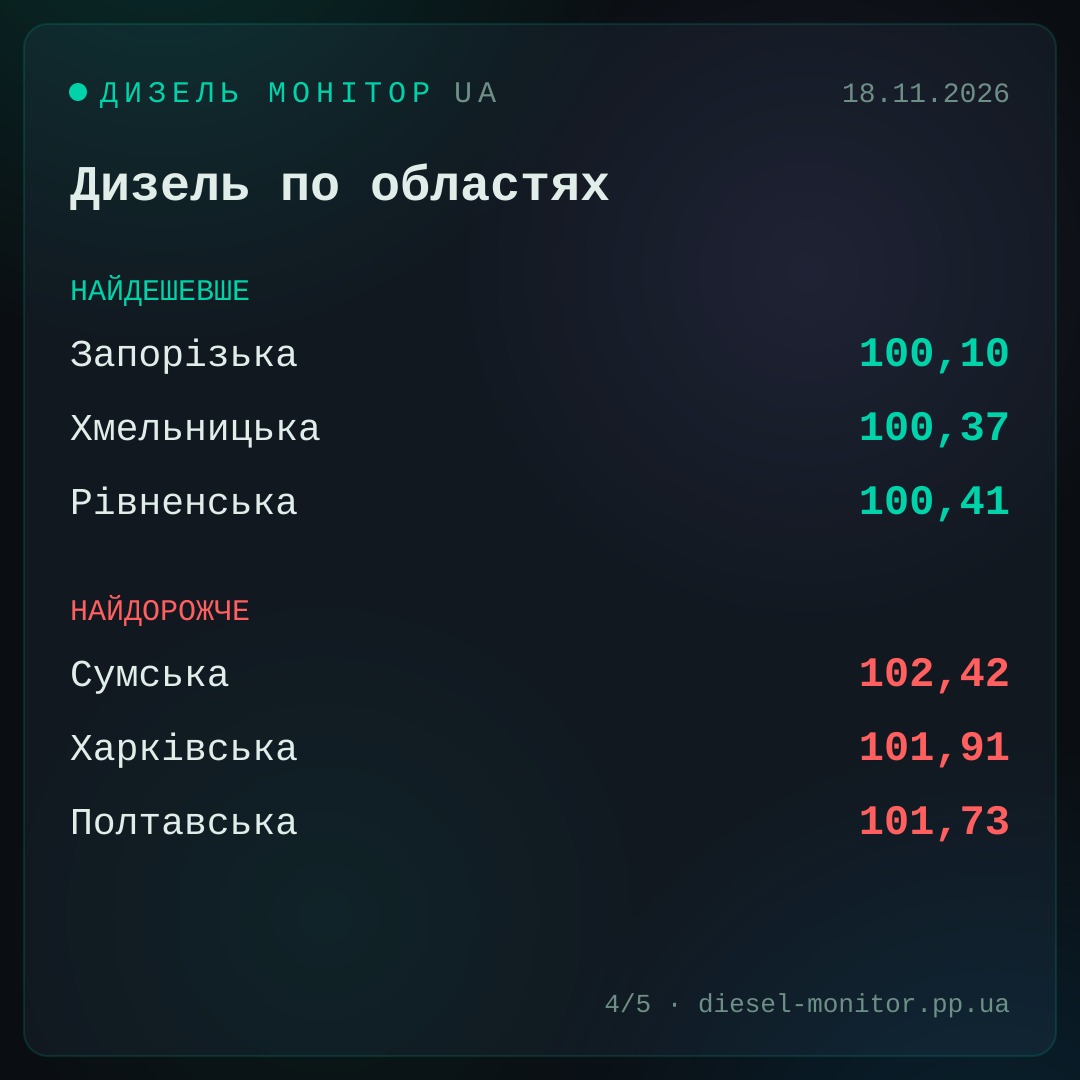 ДИЗЕЛЬ МОНІТОР UA 18.11.2026
Дизель по областях
НАЙДЕШЕВШЕ
Запорізька 100,10
Хмельницька 100,37
Рівненська 100,41
НАЙДОРОЖЧЕ
Сумська 102,42
Харківська 101,91
Полтавська 101,73
4/5 · diesel-monitor.pp.ua